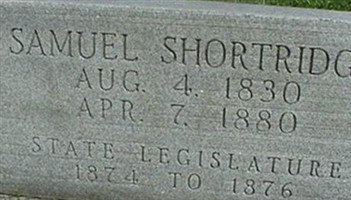 SAMUEL SHORTRIDG
AUG. 4. 1830
APR. 7. 1880
STATE LEGISLATURE
1874 TO 1876